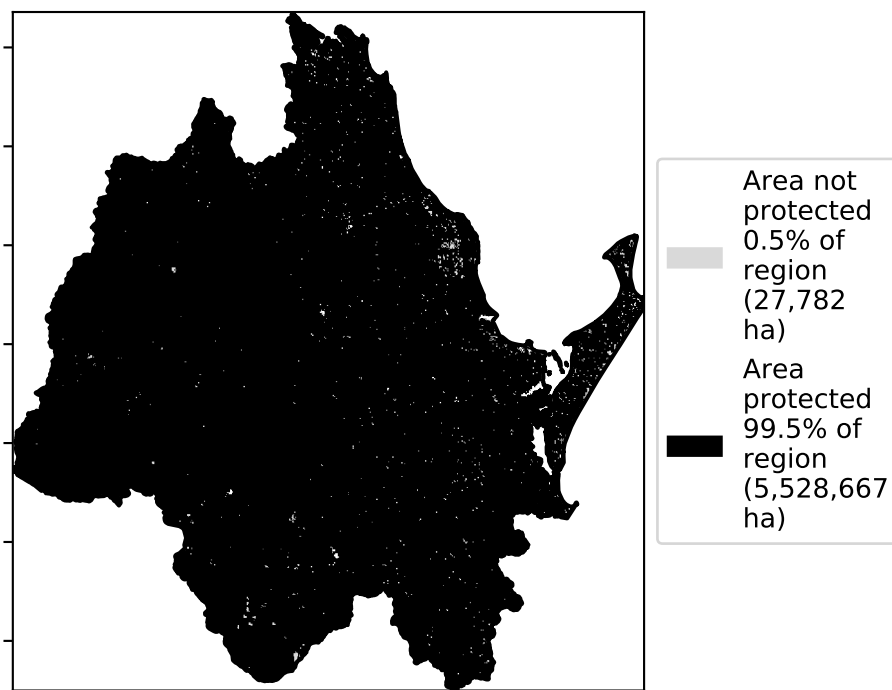 Area not
protected
0.5% of
region
(27,782
ha)
Area
protected
99.5% of
region
(5,528,667
ha)